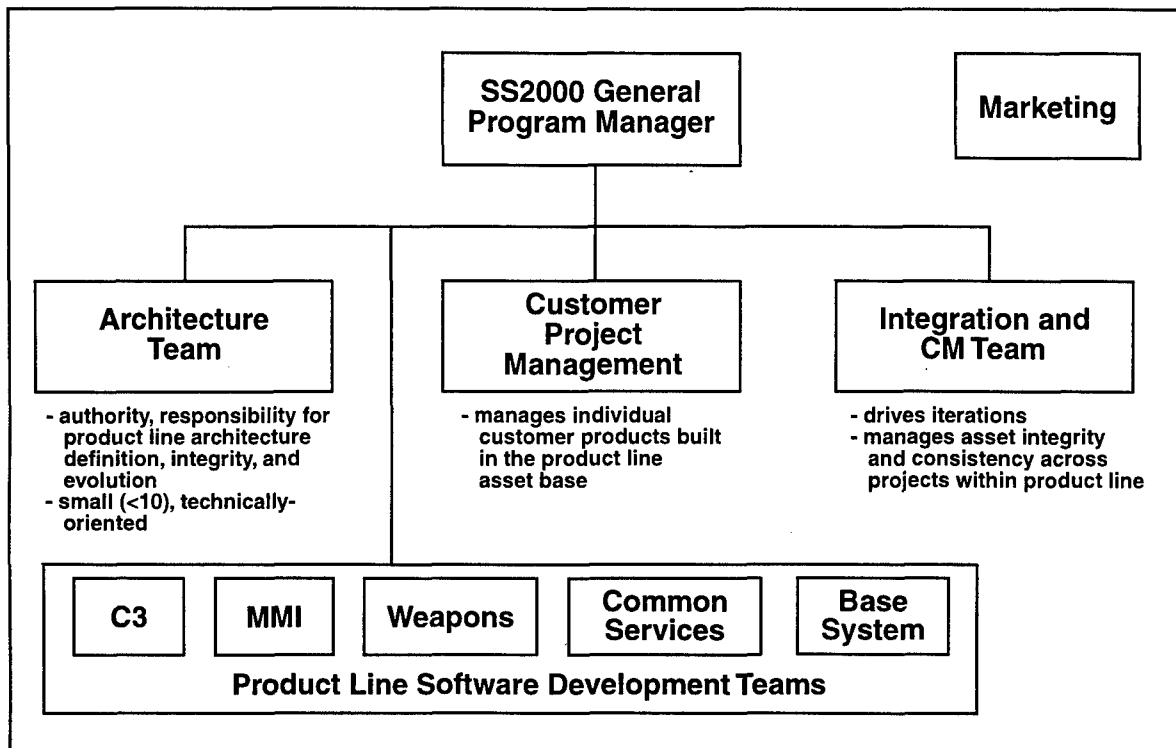 SS2000 General
Program Manager
Marketing
Architecture
Team
- authority, responsibility for
product line architecture
definition, integrity, and
evolution
- small (<10), technically-
oriented
Customer
Project
Management
- manages individual
customer products built
in the product line
asset base
Integration and
CM Team
- drives iterations
- manages asset integrity
and consistency across
projects within product line
C3
MMI
Weapons
Common
Services
Base
System
Product Line Software Development Teams